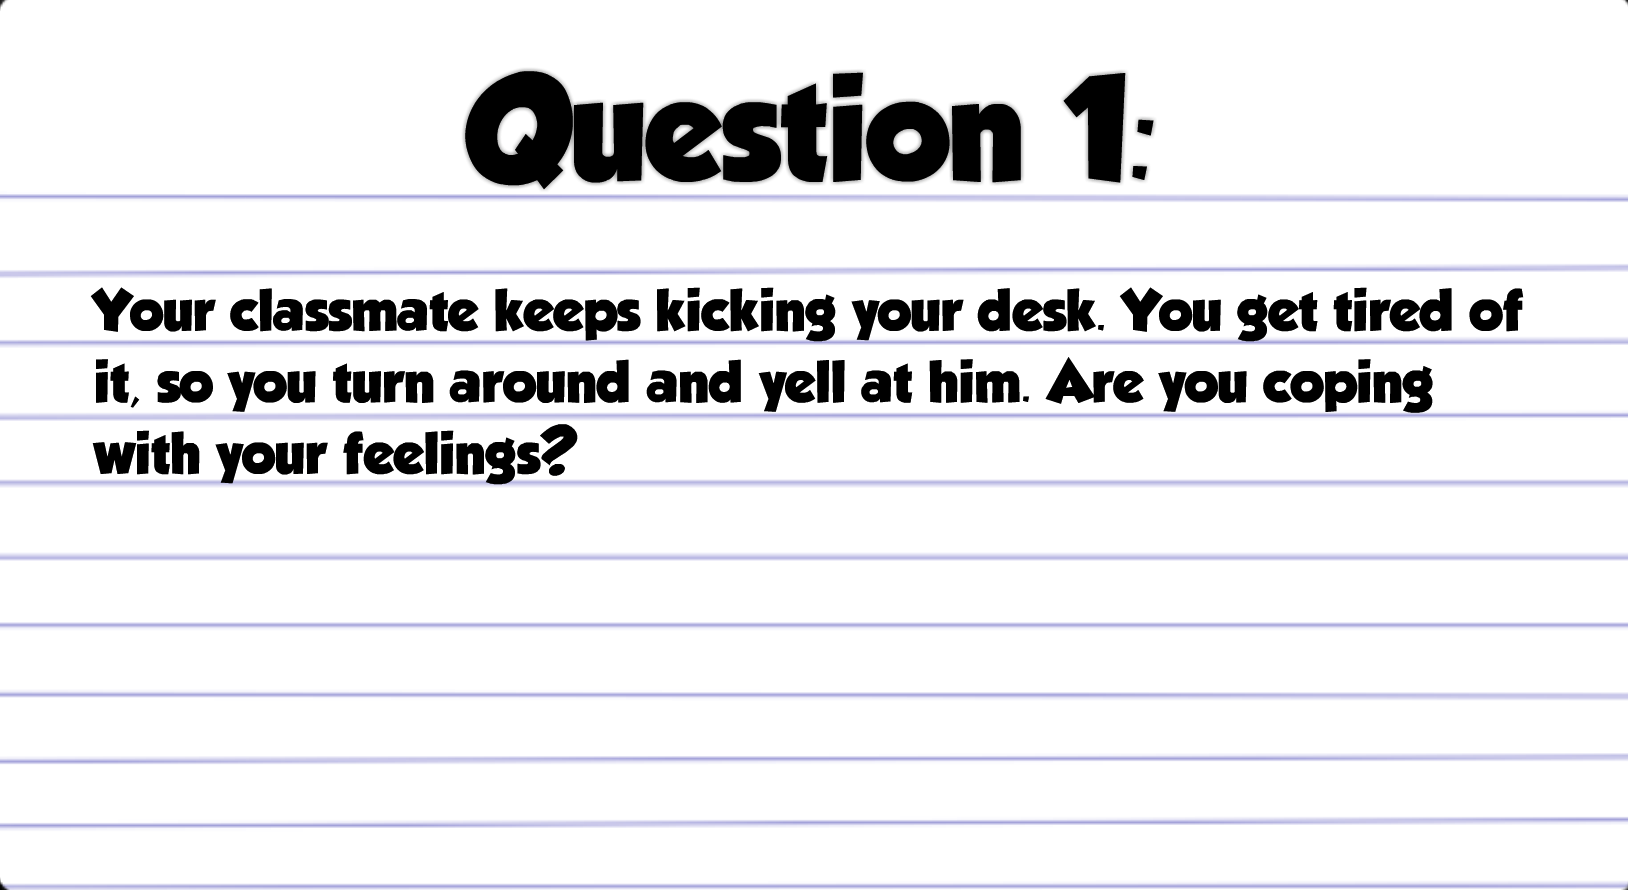 Question 1:
Your classmate keeps kicking your desk. You get tired of
it, so you turn around and yell at him. Are you coping
with your feelings?